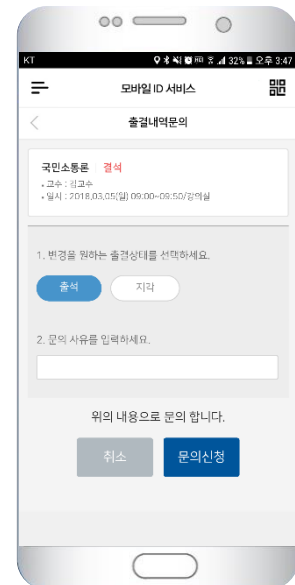 KT 32% 오후 3:47
모바일 ID 서비스
출결내역문의
국민소통론 결석
• 교수 : 김교수
• 일시 : 2018,03,05(일) 09:00~09:50/강의실
1. 변경을 원하는 출결상태를 선택하세요.
출석 지각
2. 문의 사유를 입력하세요.
위의 내용으로 문의 합니다.
취소 문의신청